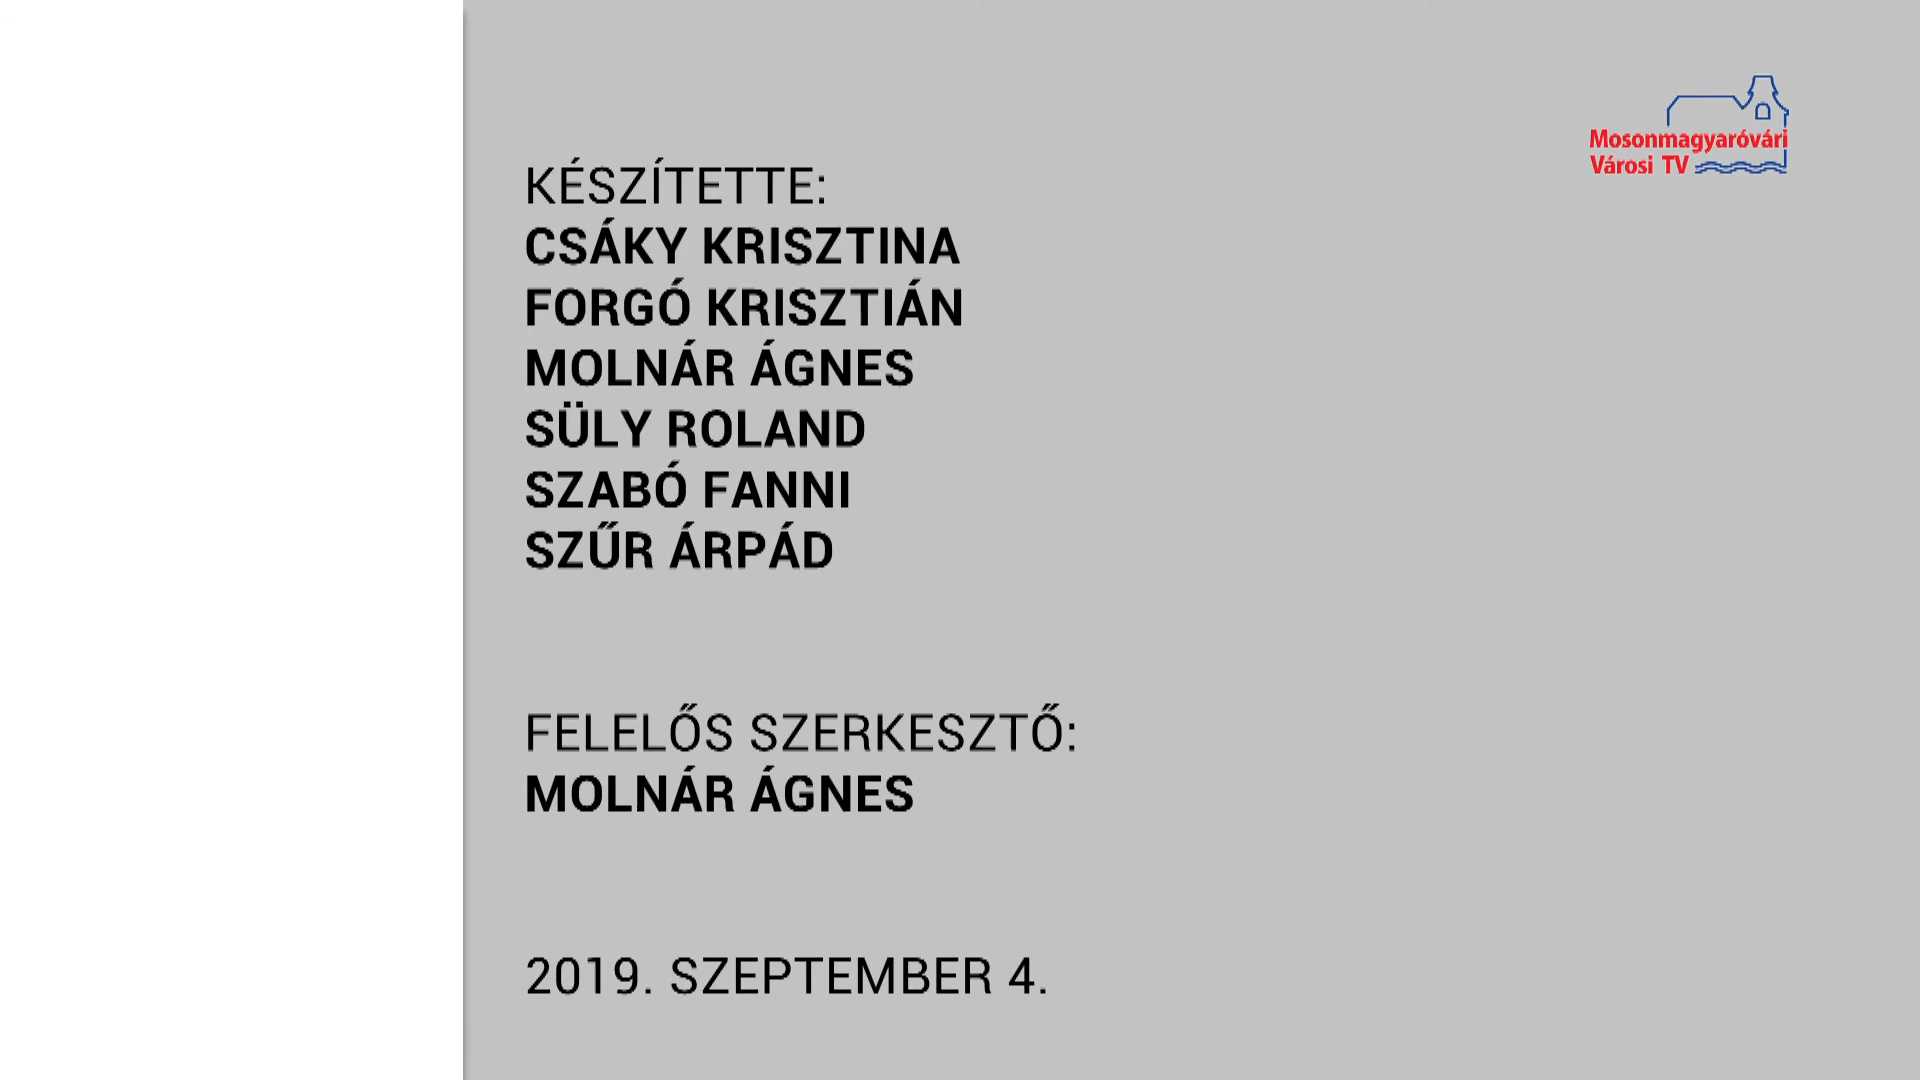 Mosonmagyaróvári
Városi TV
KÉSZÍTETTE:
CSÁKY KRISZTINA
FORGÓ KRISZTIÁN
MOLNÁR ÁGNES
SÜLY ROLAND
SZABÓ FANNI
SZŰR ÁRPÁD
FELELŐS SZERKESZTŐ:
MOLNÁR ÁGNES
2019. SZEPTEMBER 4.